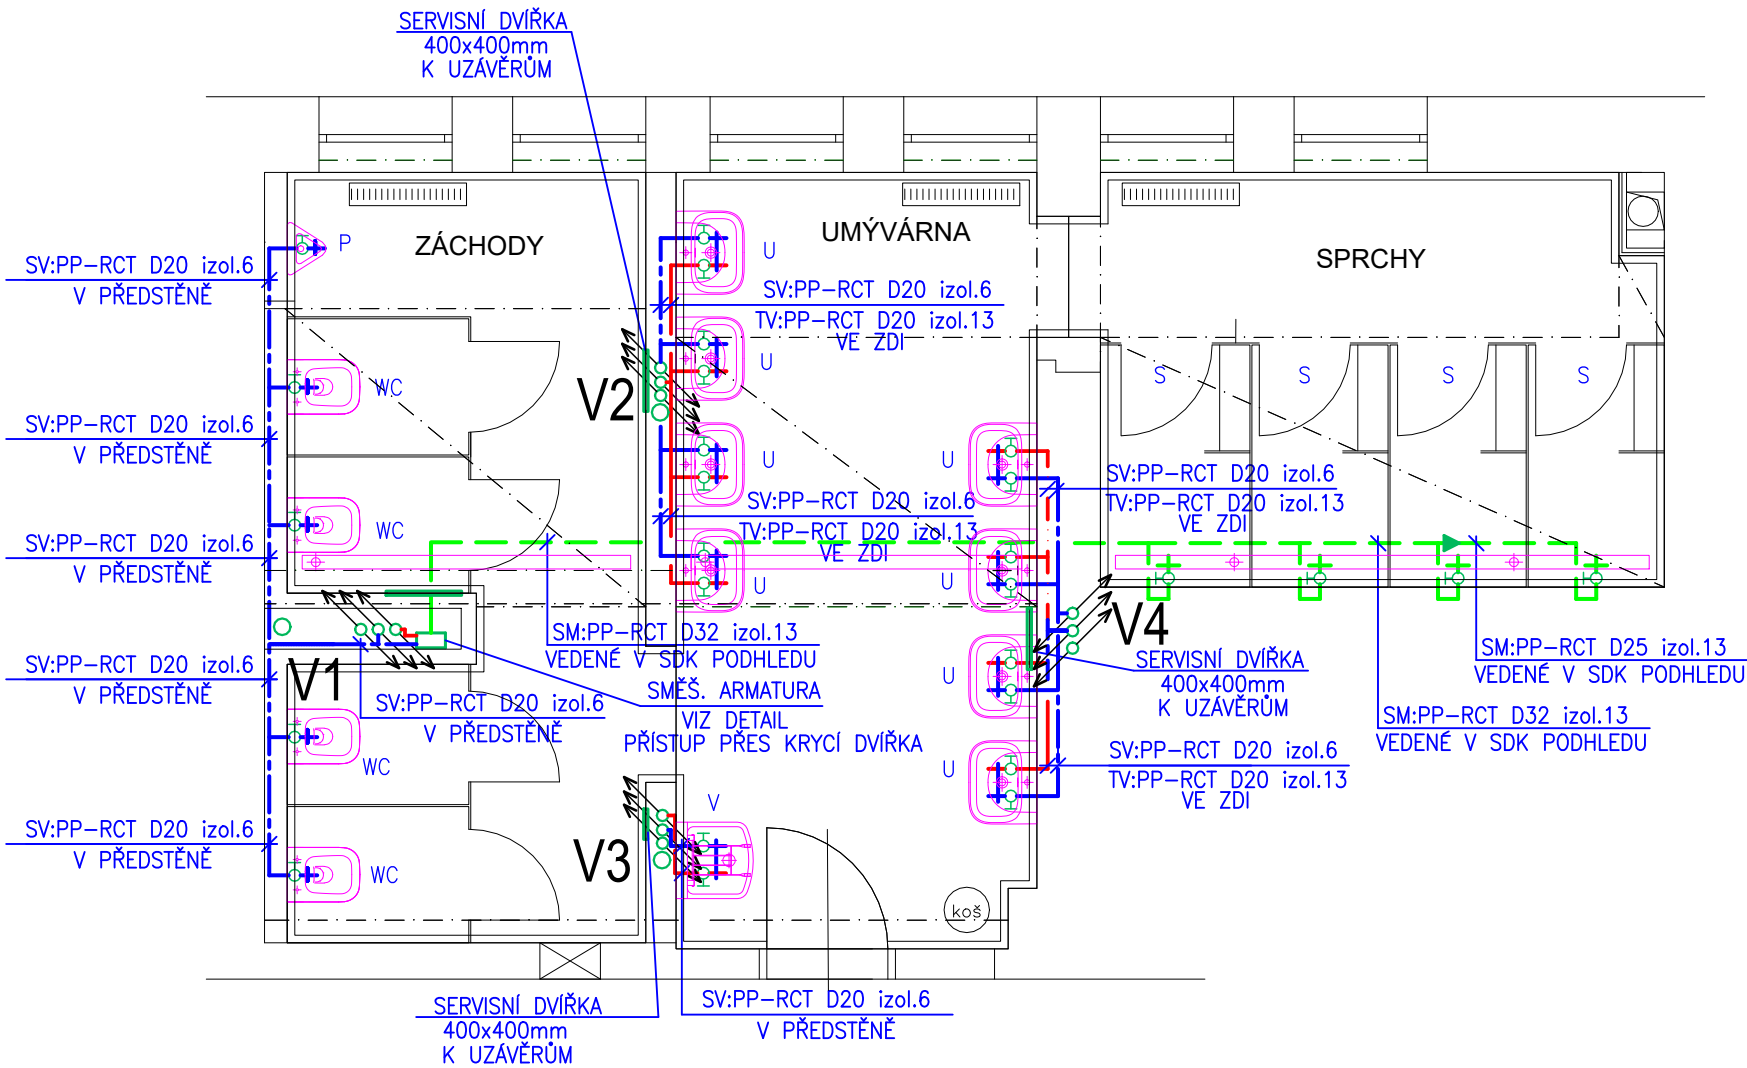 SERVISNÍ DVÍŘKA
400x400mm
K UZÁVĚRŮM
ZÁCHODY
UMÝVÁRNA
SPRCHY
P
U
SV:PP-RCT D20 izol.6
V PŘEDSTĚNĚ
SV:PP-RCT D20 izol.6
TV:PP-RCT D20 izol.13
VE ZDI
U
WC
V2
S
S
S
S
SV:PP-RCT D20 izol.6
V PŘEDSTĚNĚ
U
U
SV:PP-RCT D20 izol.6
TV:PP-RCT D20 izol.13
VE ZDI
SV:PP-RCT D20 izol.6
TV:PP-RCT D20 izol.13
VE ZDI
WC
SV:PP-RCT D20 izol.6
V PŘEDSTĚNĚ
U
U
V4
SM:PP-RCT D32 izol.13
VEDENÉ V SDK PODHLEDU
SM:PP-RCT D25 izol.13
VEDENÉ V SDK PODHLEDU
SERVISNÍ DVÍŘKA
400x400mm
K UZÁVĚRŮM
SV:PP-RCT D20 izol.6
V PŘEDSTĚNĚ
V1
U
SMĚŠ. ARMATURA
VIZ DETAIL
PŘÍSTUP PŘES KRYCÍ DVÍŘKA
SV:PP-RCT D20 izol.6
V PŘEDSTĚNĚ
SM:PP-RCT D32 izol.13
VEDENÉ V SDK PODHLEDU
WC
U
SV:PP-RCT D20 izol.6
TV:PP-RCT D20 izol.13
VE ZDI
V
SV:PP-RCT D20 izol.6
V PŘEDSTĚNĚ
V3
WC
koš
SERVISNÍ DVÍŘKA
400x400mm
K UZÁVĚRŮM
SV:PP-RCT D20 izol.6
V PŘEDSTĚNĚ